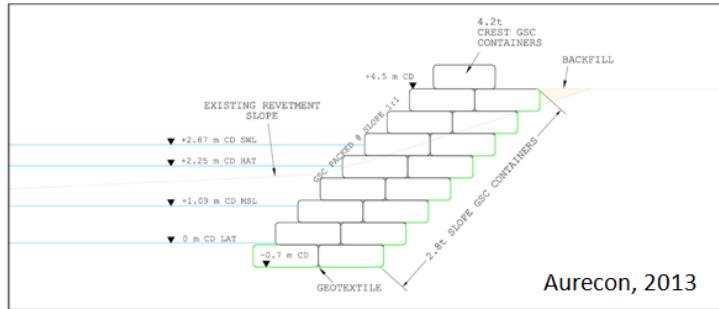 4.2t
CREST GSC
CONTAINERS
BACKFILL
+4.5 m CD
EXISTING REVETMENT
SLOPE
GSC PACKED @ SLOPE 1:1
+2.87 m CD SWL
+2.25 m CD HAT
+1.09 m CD MSL
0 m CD LAT
-0.7 m CD
2.8t SLOPE GSC CONTAINERS
GEOTEXTILE
Aurecon, 2013